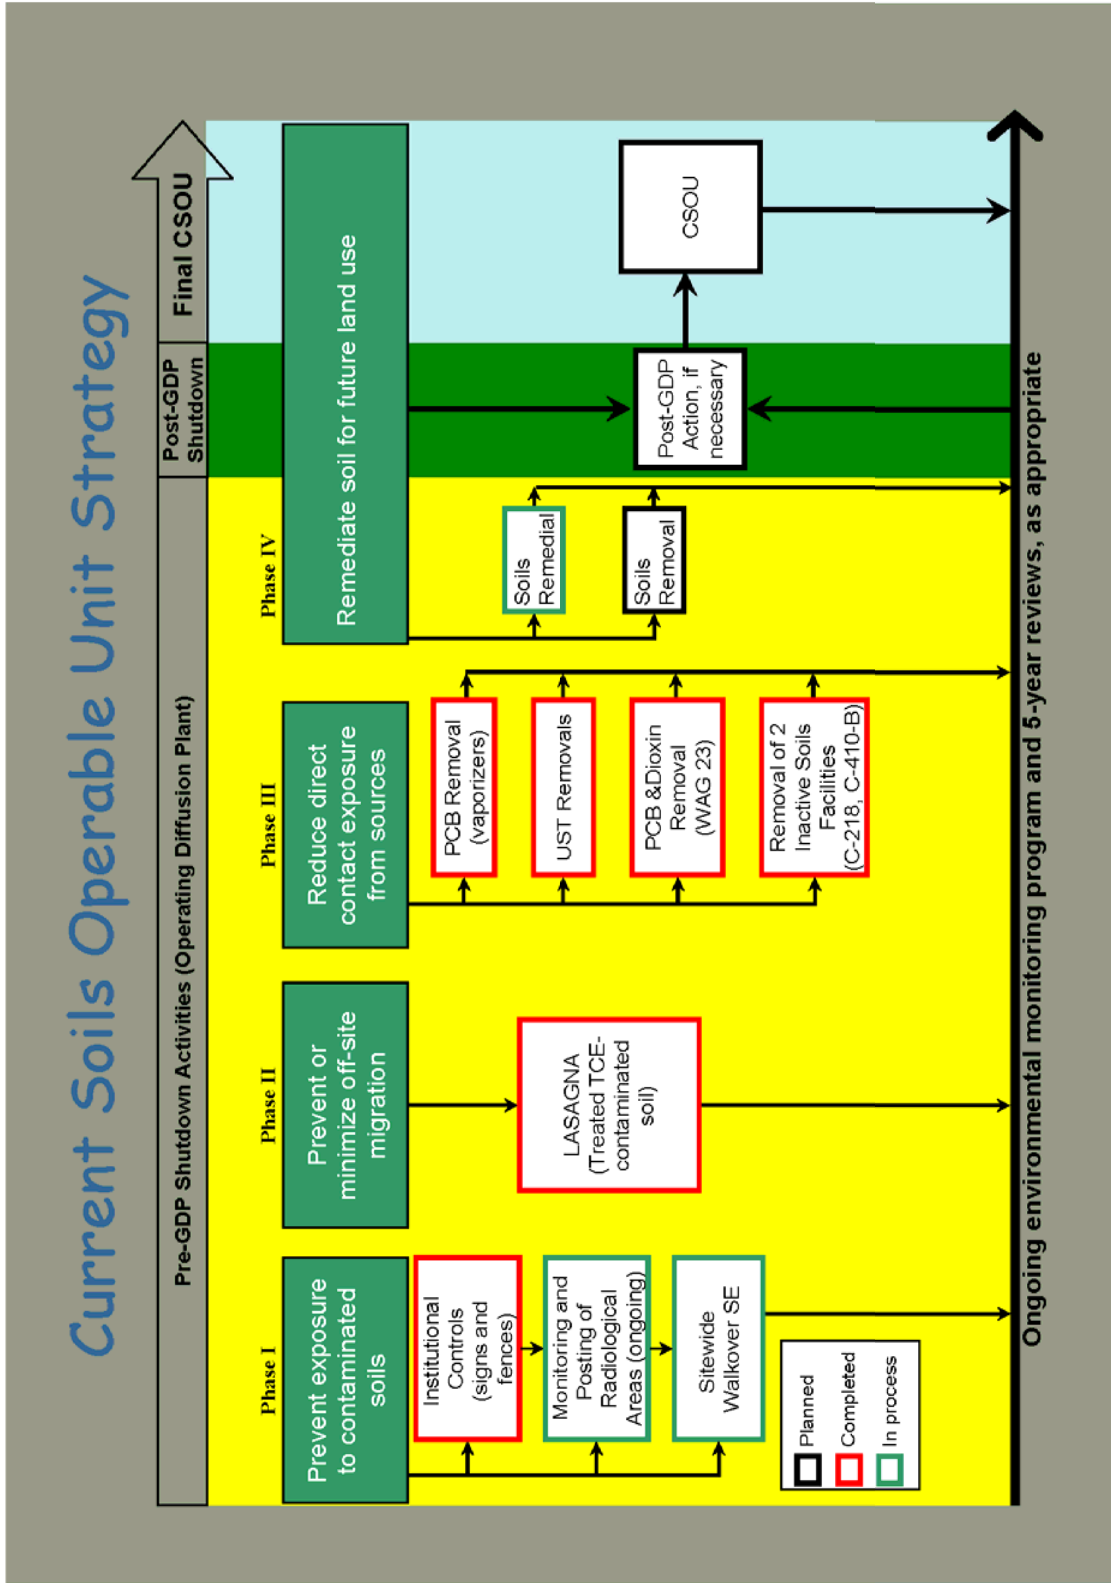 Current Soils Operable Unit Strategy
Pre-GDP Shutdown Activities (Operating Diffusion Plant)
Post-GDP
Shutdown
Final CSOU
Phase I
Prevent exposure
to contaminated
soils
Institutional
Controls
(signs and
fences)
Monitoring and
Posting of
Radiological
Areas (ongoing)
Sitewide
Walkover SE
Phase II
Prevent or
minimize off-site
migration
LASAGNA
(Treated TCE-
contaminated
soil)
Phase III
Reduce direct
contact exposure
from sources
PCB Removal
(vaporizers)
UST Removals
PCB &Dioxin
Removal
(WAG 23)
Removal of 2
Inactive Soils
Facilities
(C-218, C-410-B)
Phase IV
Remediate soil for future land use
Soils
Remedial
Soils
Removal
Post-GDP
Action, if
necessary
CSOU
Planned
Completed
In process
Ongoing environmental monitoring program and 5-year reviews, as appropriate